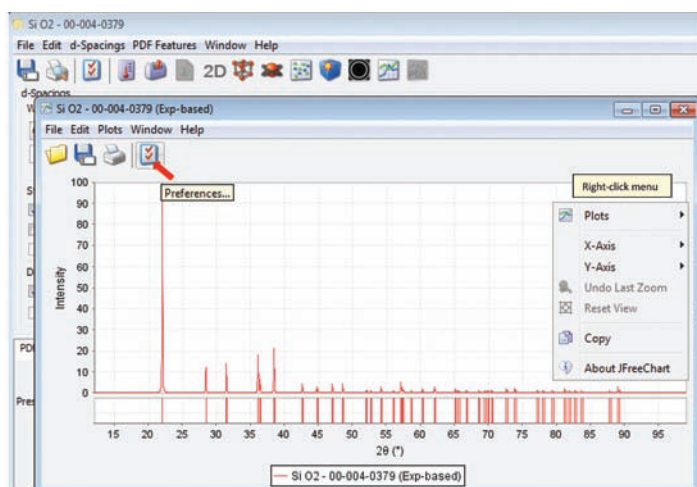 Si O2 - 00-004-0379
File Edit d-Spacings PDF Features Window Help
2D
d-Spacings
W
Si O2 - 00-004-0379 (Exp-based)
File Edit Plots Window Help
Preferences...
Right-click menu
Plots
X-Axis
Y-Axis
Undo Last Zoom
Reset View
Copy
About JFreeChart
S
D
PDF
Pres
Intensity
100
90
80
70
60
50
40
30
20
10
0
15 20 25 30 35 40 45 50 55 60 65 70 75 80 85 90 95
2θ (°)
Si O2 - 00-004-0379 (Exp-based)